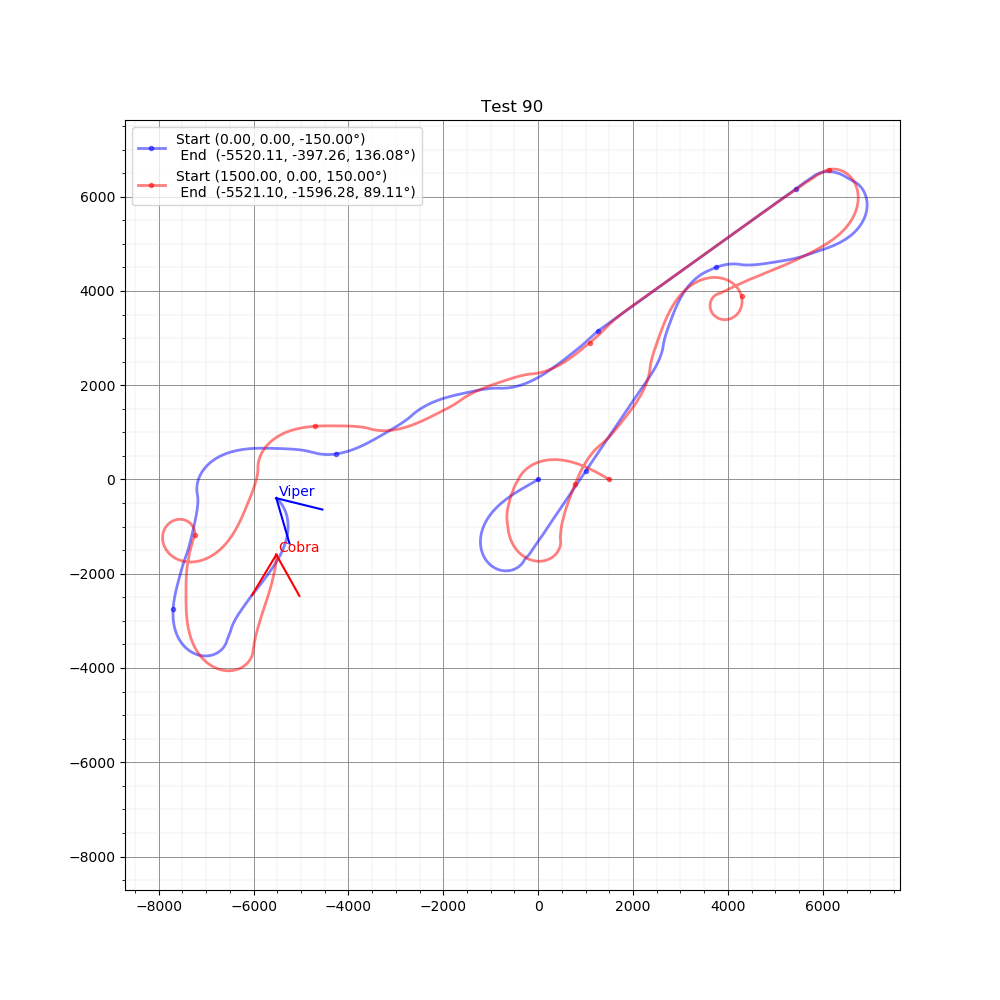 Test 90
Start (0.00, 0.00, -150.00°)
End (-5520.11, -397.26, 136.08°)
Start (1500.00, 0.00, 150.00°)
End (-5521.10, -1596.28, 89.11°)
6000
4000
2000
0
−2000
−4000
−6000
−8000
Viper
Cobra
−8000 −6000 −4000 −2000 0 2000 4000 6000